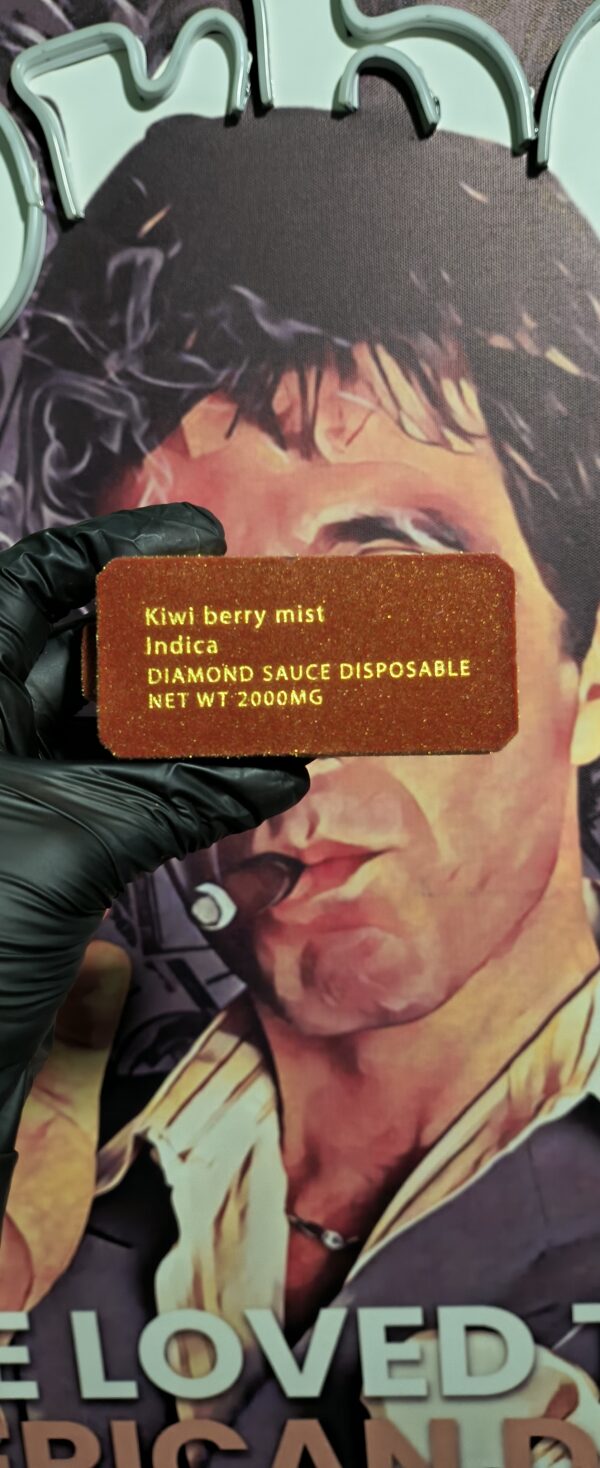 Kiwi berry mist
Indica
DIAMOND SAUCE DISPOSABLE
NET WT 2000MG
LOVED